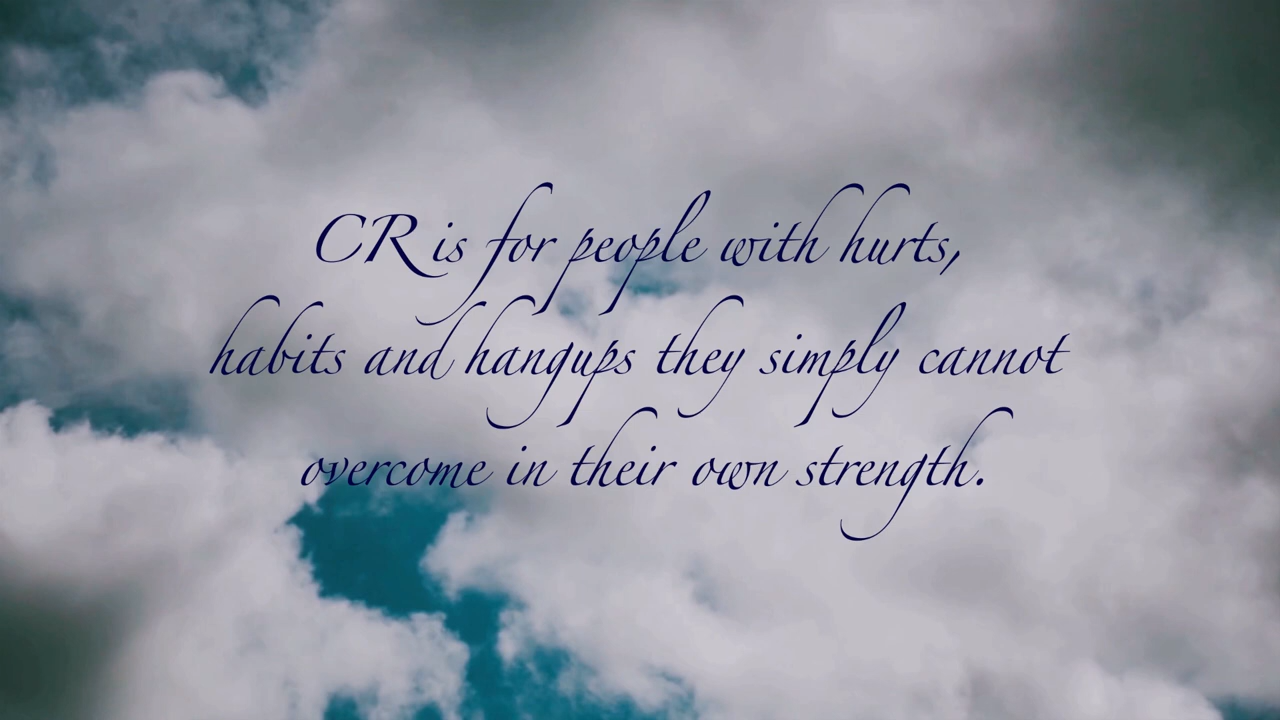 CR is for people with hurts,
habits and hangups they simply cannot
overcome in their own strength.